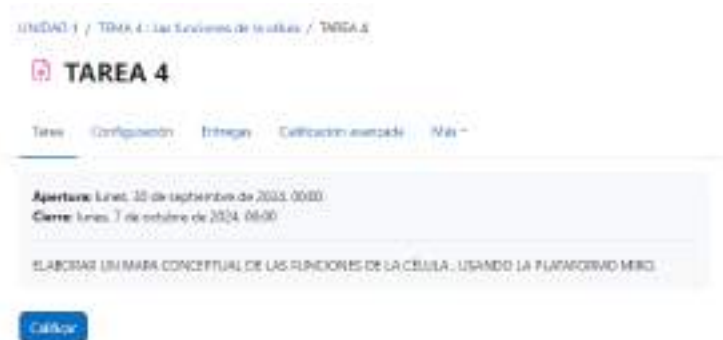 UNIDAD 1 / TEMA 4 : Las funciones de la célula / TAREA 4
TAREA 4
Tarea Configuración Entregas Calificación avanzada Más
Apertura: lunes, 30 de septiembre de 2024, 00:00
Cierre: lunes, 7 de octubre de 2024, 00:00
ELABORAR UN MAPA CONCEPTUAL DE LAS FUNCIONES DE LA CÉLULA , USANDO LA MIRO.
Calificar